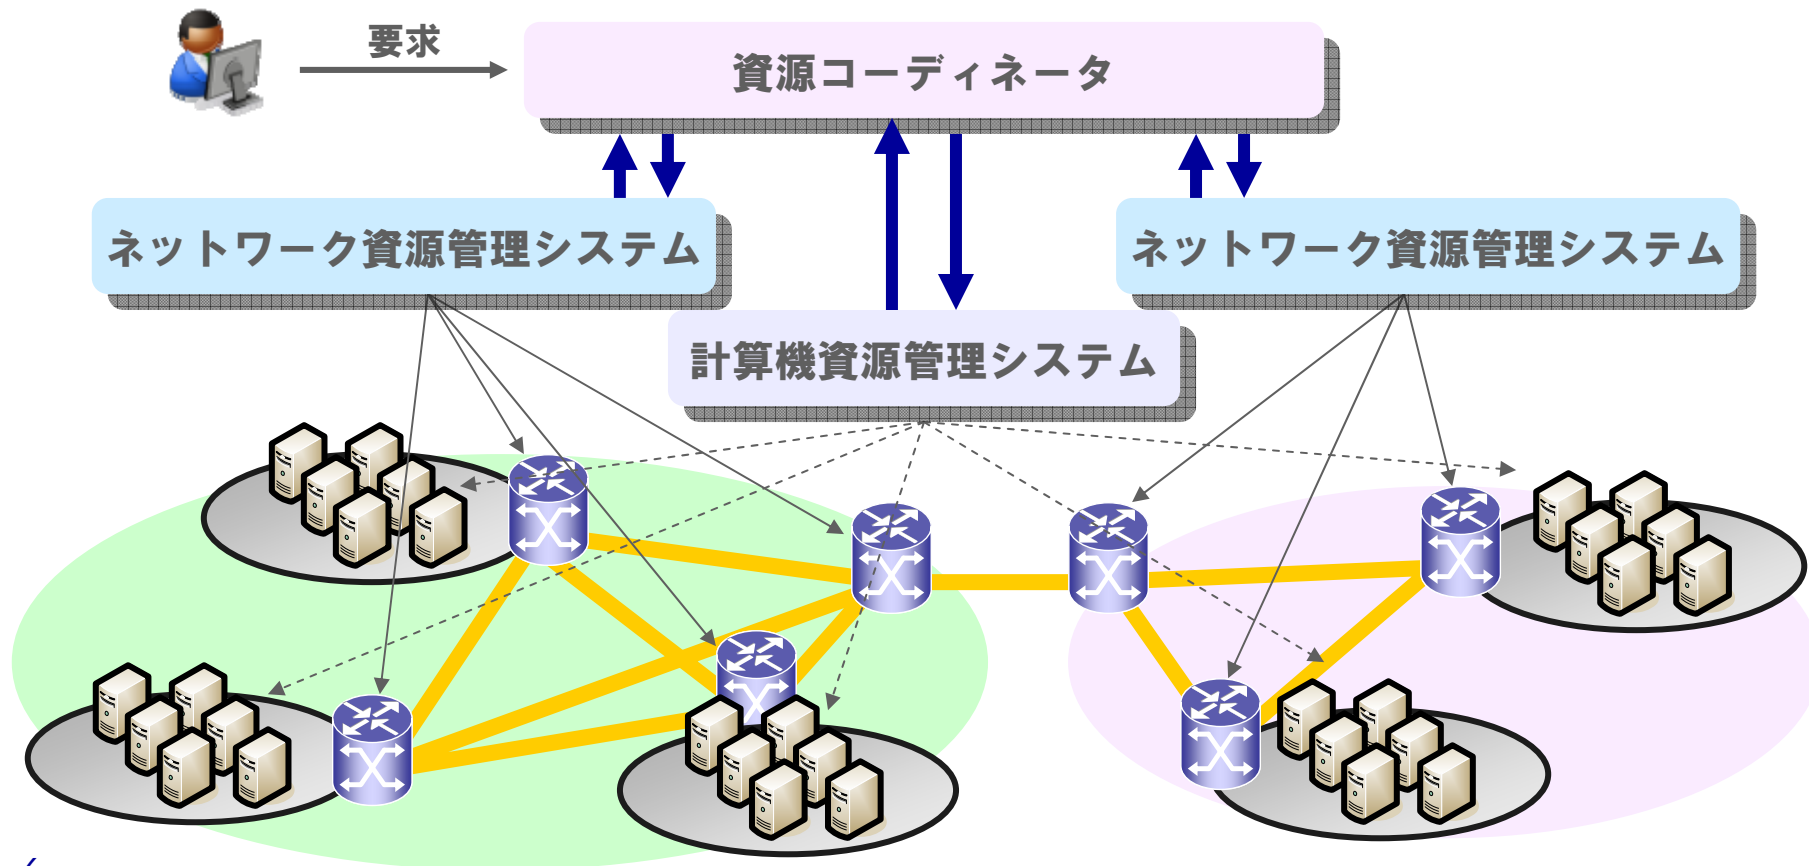 要求
資源コーディネータ
ネットワーク資源管理システム
ネットワーク資源管理システム
計算機資源管理システム